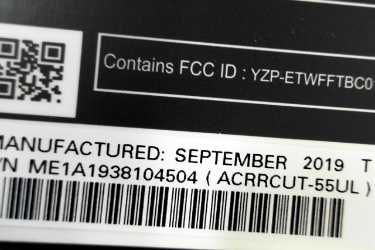 Contains FCC ID : YZP-ETWFFTBC0
MANUFACTURED: SEPTEMBER 2019 T
/N ME1A1938104504 ( ACRRCUT-55UL )